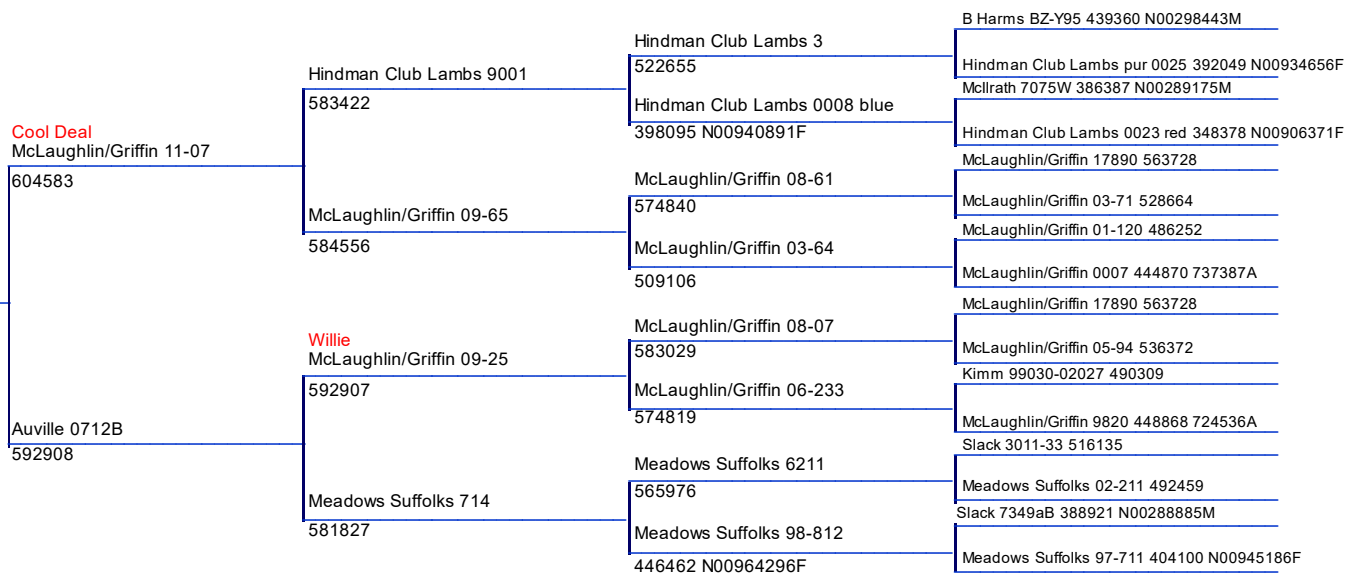 Cool Deal
McLaughlin/Griffin 11-07
604583
Auville 0712B
592908
Hindman Club Lambs 9001
583422
McLaughlin/Griffin 09-65
584556
Willie
McLaughlin/Griffin 09-25
592907
Meadows Suffolks 714
581827
Hindman Club Lambs 3
522655
Hindman Club Lambs 0008 blue
398095 N00940891F
McLaughlin/Griffin 08-61
574840
McLaughlin/Griffin 03-64
509106
McLaughlin/Griffin 08-07
583029
McLaughlin/Griffin 06-233
574819
Meadows Suffolks 6211
565976
Meadows Suffolks 98-812
446462 N00964296F
B Harms BZ-Y95 439360 N00298443M
Hindman Club Lambs pur 0025 392049 N00934656F
McIlrath 7075W 386387 N00289175M
Hindman Club Lambs 0023 red 348378 N00906371F
McLaughlin/Griffin 17890 563728
McLaughlin/Griffin 03-71 528664
McLaughlin/Griffin 01-120 486252
McLaughlin/Griffin 0007 444870 737387A
McLaughlin/Griffin 17890 563728
McLaughlin/Griffin 05-94 536372
Kimm 99030-02027 490309
McLaughlin/Griffin 9820 448868 724536A
Slack 3011-33 516135
Meadows Suffolks 02-211 492459
Slack 7349aB 388921 N00288885M
Meadows Suffolks 97-711 404100 N00945186F